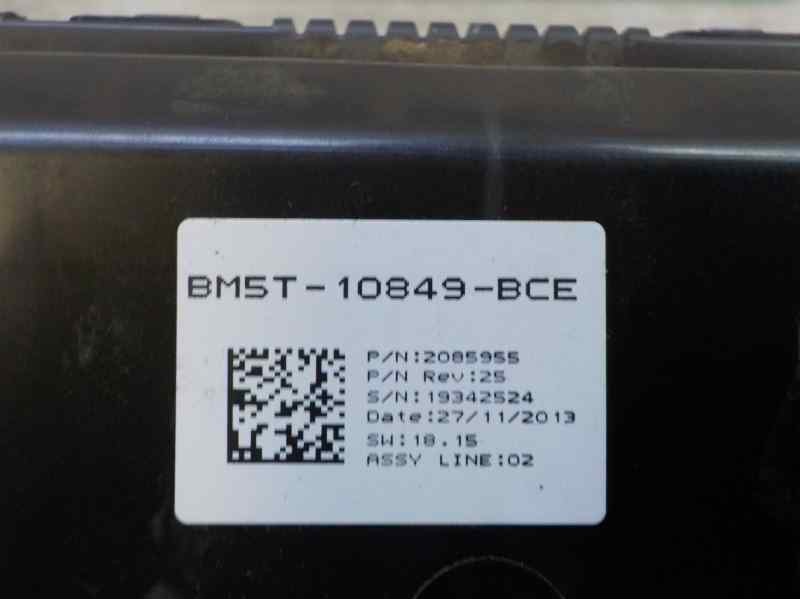 BM5T-10849-BCE
P/N:2085955
P/N Rev:25
S/N:19342524
Date:27/11/2013
SW:18.15
ASSY LINE:02